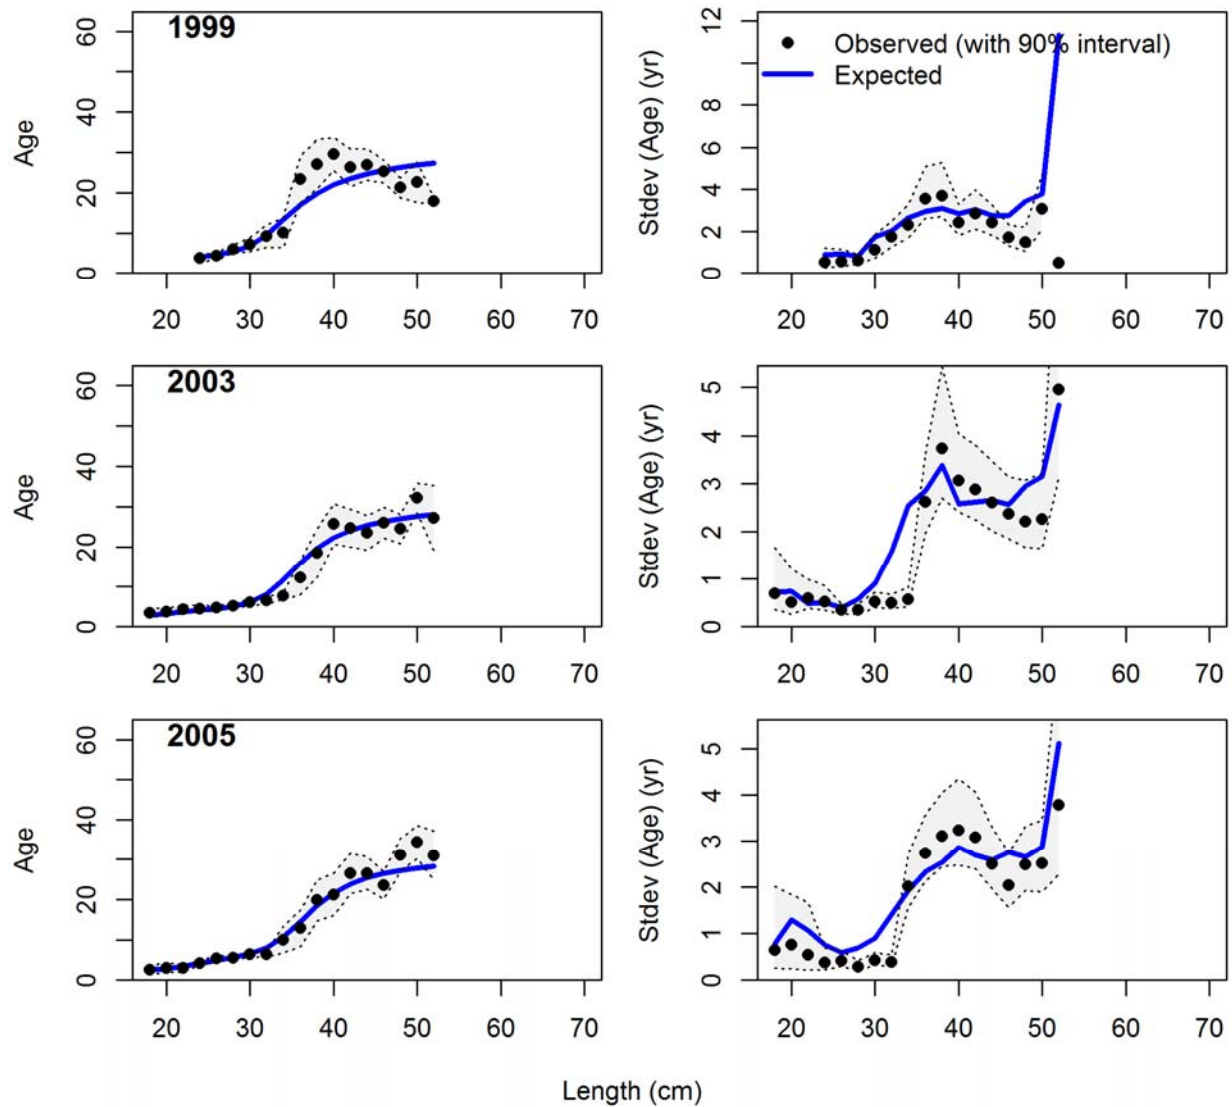 1999
Age
0 20 40 60
20 30 40 50 60 70
Stdev (Age) (yr)
0 2 4 6 8 10 12
Observed (with 90% interval)
Expected
20 30 40 50 60 70
2003
Age
0 20 40 60
20 30 40 50 60 70
Stdev (Age) (yr)
0 1 2 3 4 5
20 30 40 50 60 70
2005
Age
0 20 40 60
20 30 40 50 60 70
Stdev (Age) (yr)
0 1 2 3 4 5
20 30 40 50 60 70
Length (cm)